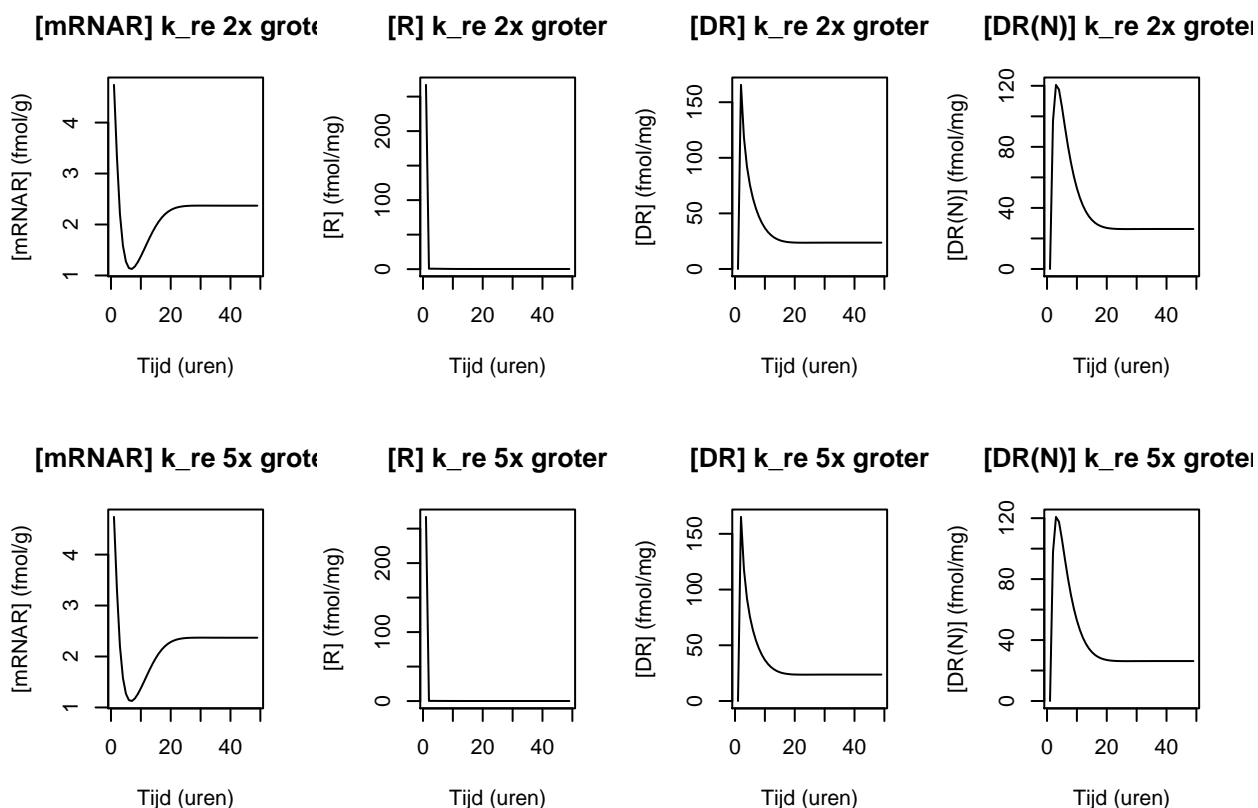 [mRNAR] k_re 2x grote
[R] k_re 2x groter
[DR] k_re 2x groter
[DR(N)] k_re 2x groter
[mRNAR] (fmol/g)
1 2 3 4
0 20 40
Tijd (uren)
[R] (fmol/mg)
0 100 200
0 20 40
Tijd (uren)
[DR] (fmol/mg)
0 50 100 150
0 20 40
Tijd (uren)
[DR(N)] (fmol/mg)
0 40 80 120
0 20 40
Tijd (uren)
[mRNAR] k_re 5x grote
[R] k_re 5x groter
[DR] k_re 5x groter
[DR(N)] k_re 5x groter
[mRNAR] (fmol/g)
1 2 3 4
0 20 40
Tijd (uren)
[R] (fmol/mg)
0 100 200
0 20 40
Tijd (uren)
[DR] (fmol/mg)
0 50 100 150
0 20 40
Tijd (uren)
[DR(N)] (fmol/mg)
0 40 80 120
0 20 40
Tijd (uren)